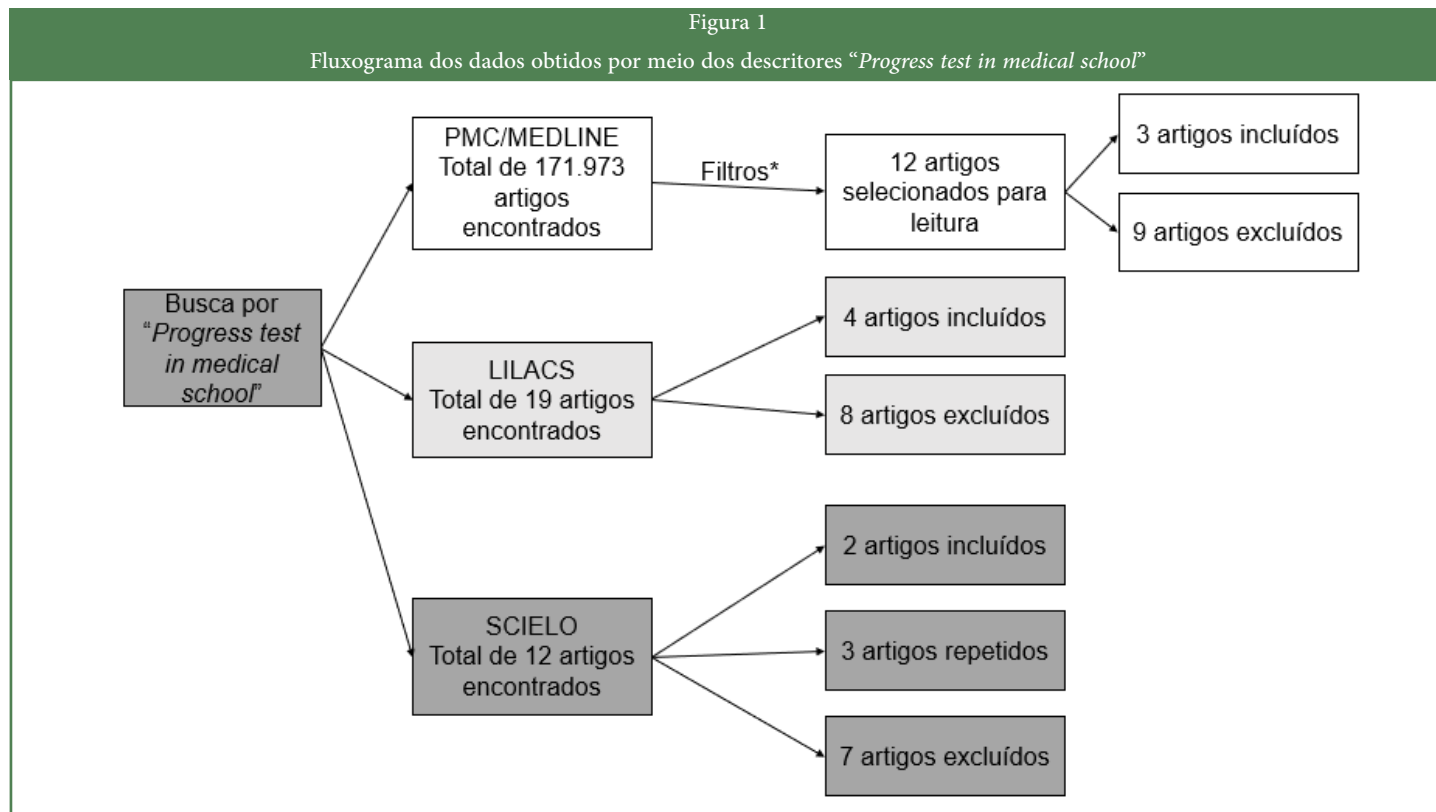 Figura 1
Fluxograma dos dados obtidos por meio dos descritores “Progress test in medical school”
Busca por
“Progress test
in medical
school”
PMC/MEDLINE
Total de 171.973
artigos
encontrados
Filtros*
12 artigos
selecionados para
leitura
3 artigos incluídos
9 artigos excluídos
LILACS
Total de 19 artigos
encontrados
4 artigos incluídos
8 artigos excluídos
SCIELO
Total de 12 artigos
encontrados
2 artigos incluídos
3 artigos repetidos
7 artigos excluídos